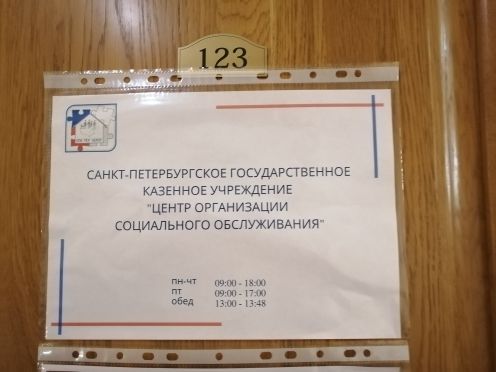 123
САНКТ-ПЕТЕРБУРГСКОЕ ГОСУДАРСТВЕННОЕ
КАЗЕННОЕ УЧРЕЖДЕНИЕ
"ЦЕНТР ОРГАНИЗАЦИИ
СОЦИАЛЬНОГО ОБСЛУЖИВАНИЯ"
пн-чт 09:00 - 18:00
пт 09:00 - 17:00
обед 13:00 - 13:48